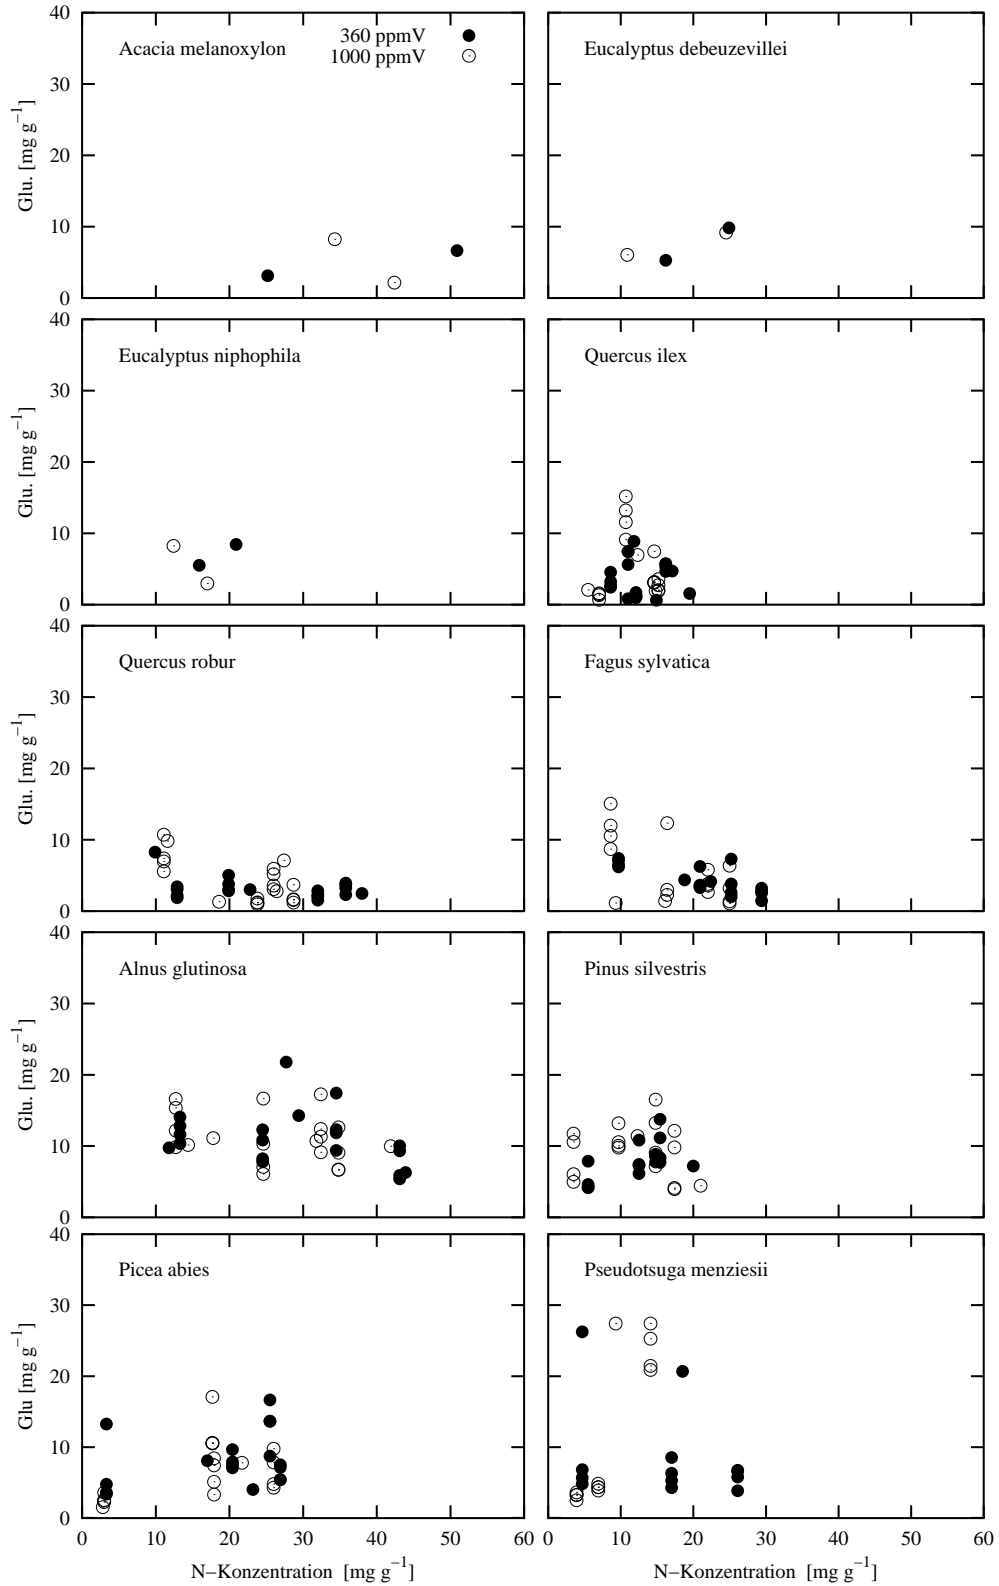 40
Acacia melanoxylon
360 ppmV
1000 ppmV
Eucalyptus debeuzevillei
30
Glu. [mg g−1]
20
10
0
40
Eucalyptus niphophila
Quercus ilex
30
Glu. [mg g−1]
20
10
0
40
Quercus robur
Fagus sylvatica
30
Glu. [mg g−1]
20
10
0
40
Alnus glutinosa
Pinus silvestris
30
Glu. [mg g−1]
20
10
0
40
Picea abies
Pseudotsuga menziesii
30
Glu [mg g−1]
20
10
0
0 10 20 30 40 50 60 10 20 30 40 50 60
N−Konzentration [mg g−1] N−Konzentration [mg g−1]